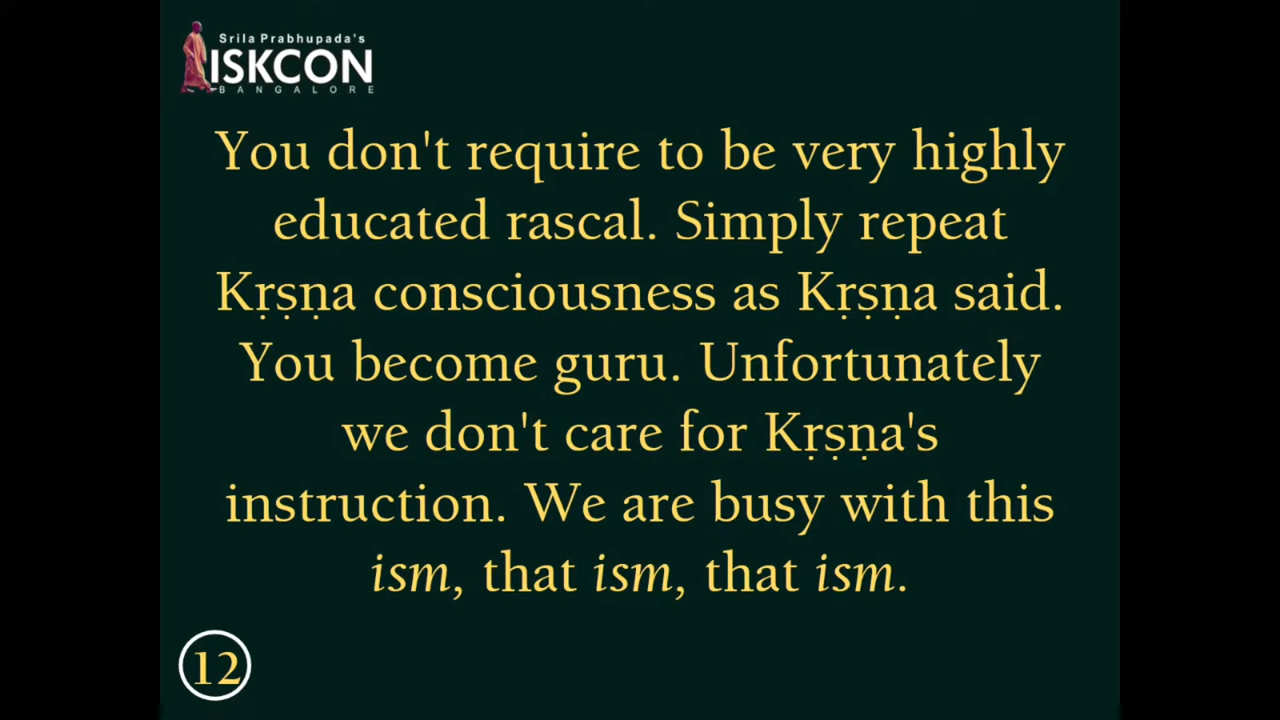 Srila Prabhupada's
ISKCON
BANGALORE
You don't require to be very highly
educated rascal. Simply repeat
Kṛṣṇa consciousness as Kṛṣṇa said.
You become guru. Unfortunately
we don't care for Kṛṣṇa's
instruction. We are busy with this
ism, that ism, that ism.
12